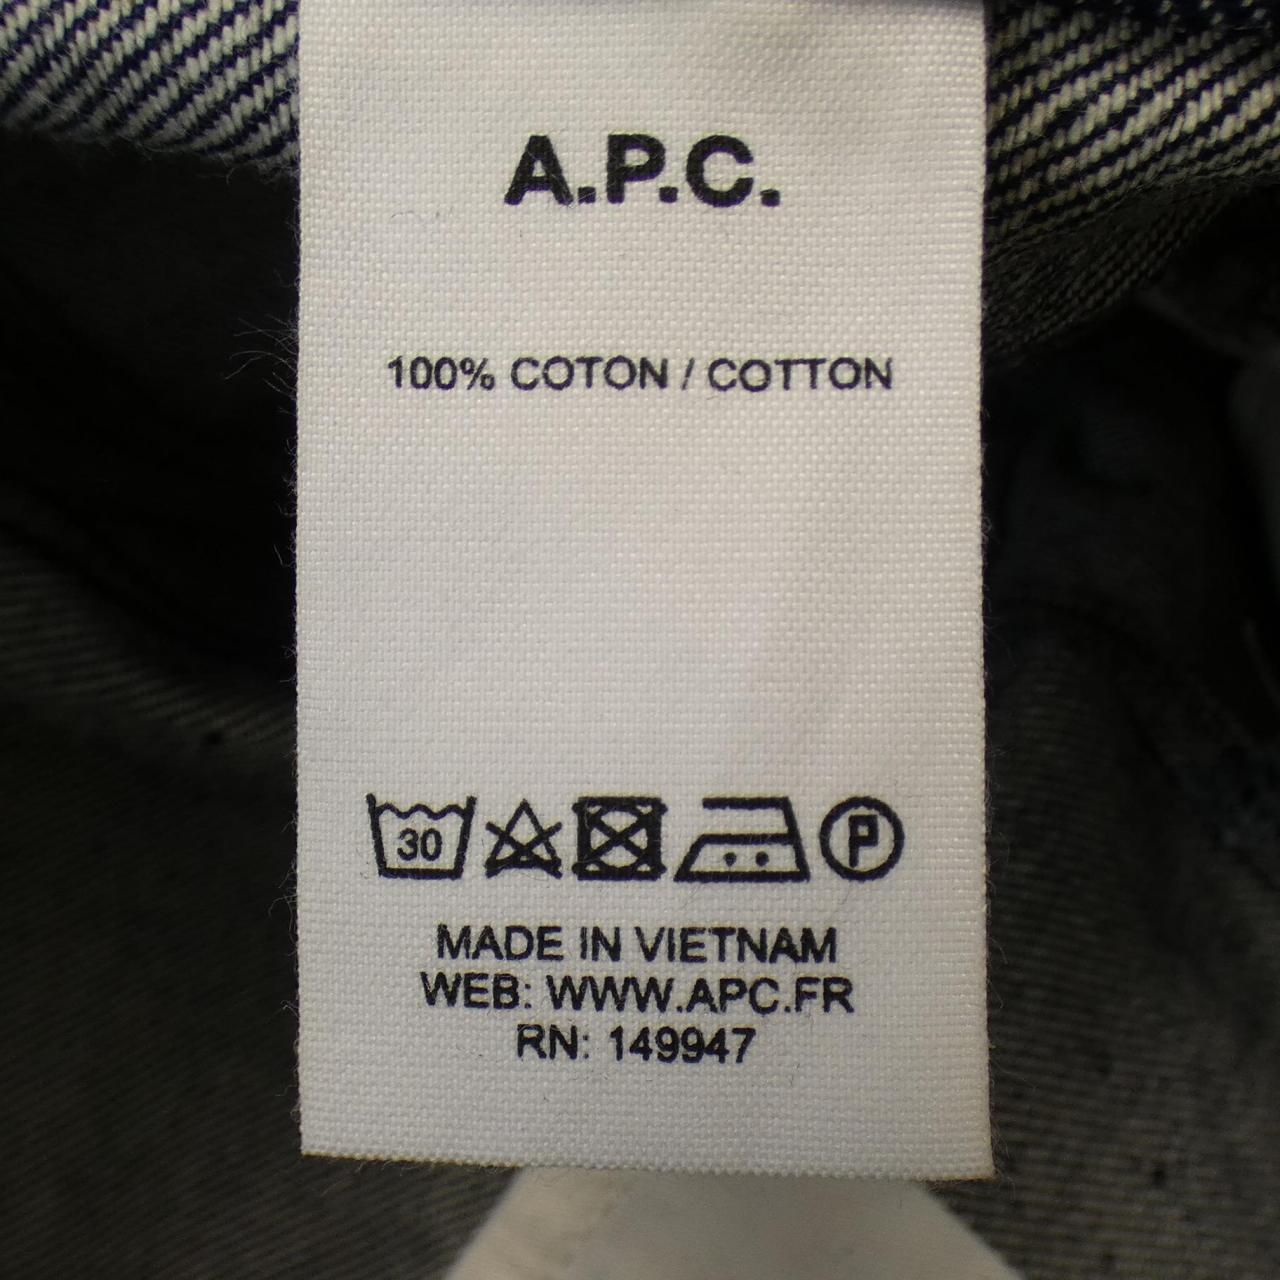 A.P.C.
100% COTON / COTTON
30 P
MADE IN VIETNAM
WEB: WWW.APC.FR
RN: 149947